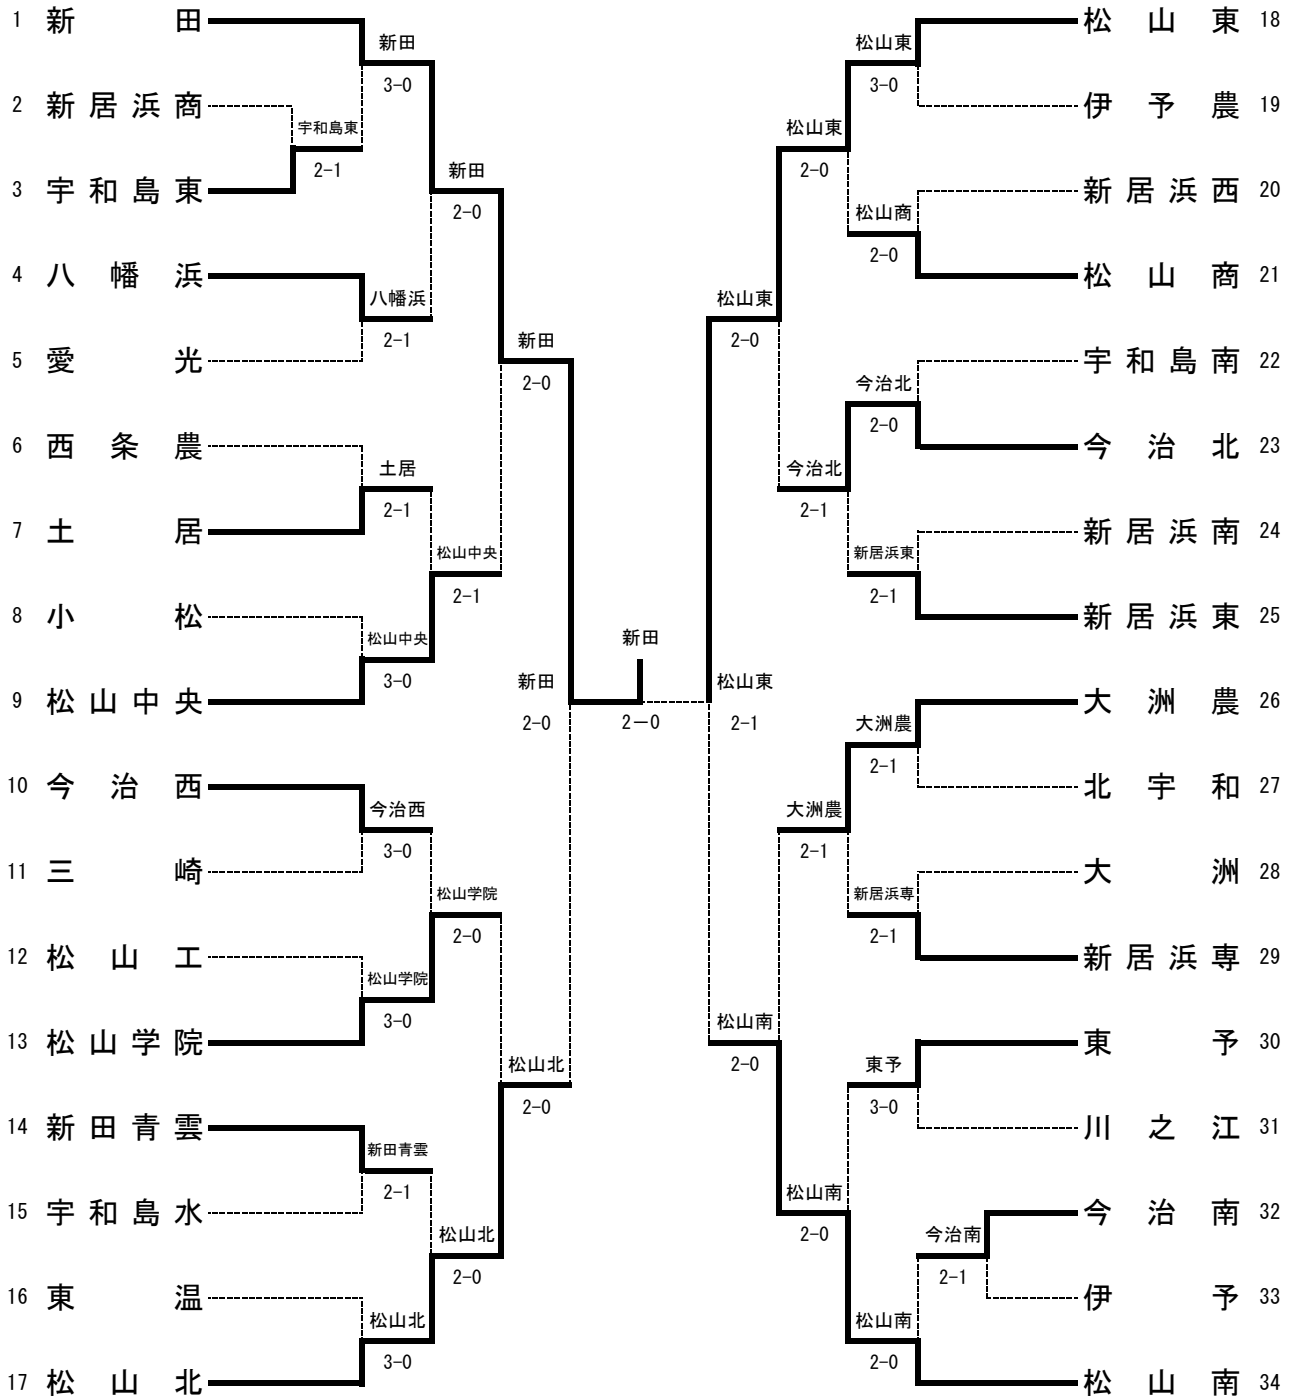 1 新田
2 新居浜商
3 宇和島東
4 八幡浜
5 愛光
6 西条農
7 土居
8 小松
9 松山中央
10 今治西
11 三崎
12 松山工
13 松山学院
14 新田青雲
15 宇和島水
16 東温
17 松山北
新田
3-0
宇和島東
2-1
八幡浜
2-1
土居
2-1
松山中央
3-0
今治西
3-0
松山学院
3-0
新田青雲
2-1
松山北
3-0
新田
2-0
松山中央
2-1
松山学院
2-0
松山北
2-0
新田
2-0
松山北
2-0
新田
2-0
新田
2-0
松山東
2-1
松山東
2-0
松山南
2-0
松山東
2-0
今治北
2-1
大洲農
2-1
松山南
2-0
松山東
3-0
松山商
2-0
今治北
2-0
新居浜東
2-1
大洲農
2-1
新居浜専
2-1
東予
3-0
今治南
2-1
松山南
2-0
松山東 18
伊予農 19
新居浜西 20
松山商 21
宇和島南 22
今治北 23
新居浜南 24
新居浜東 25
大洲農 26
北宇和 27
大洲 28
新居浜専 29
東予 30
川之江 31
今治南 32
伊予 33
松山南 34